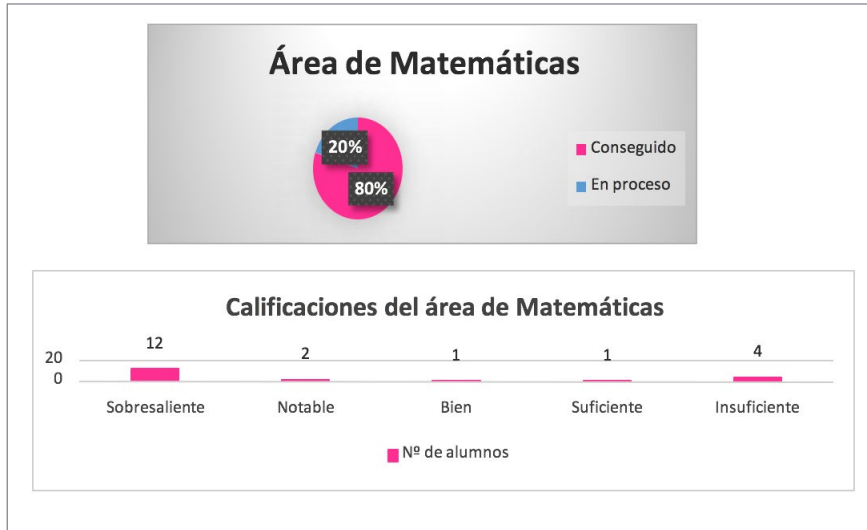 Área de Matemáticas
20%
80%
Conseguido
En proceso
Calificaciones del área de Matemáticas
12 2 1 1 4
20
0
Sobresaliente Notable Bien Suficiente Insuficiente
Nº de alumnos